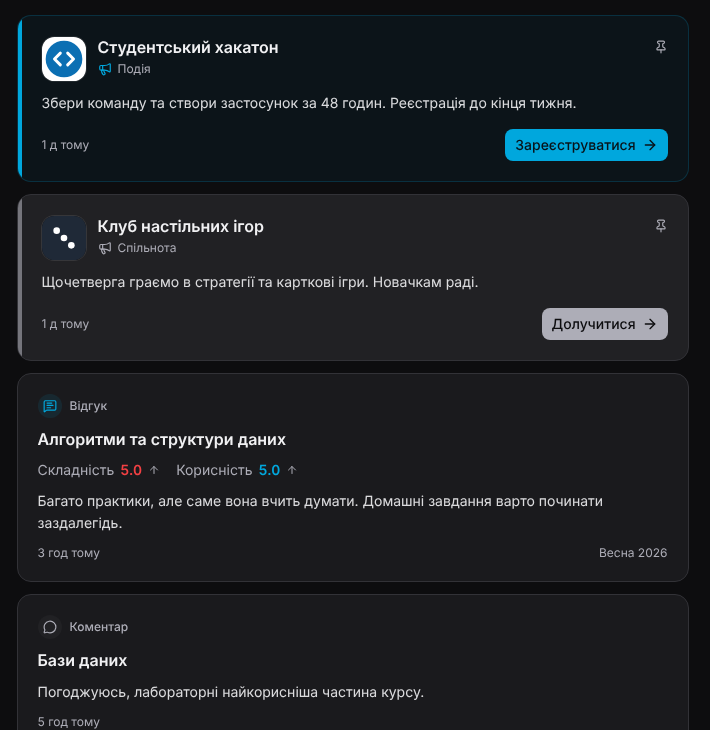 Студентський хакатон
Подія
Збери команду та створи застосунок за 48 годин. Реєстрація до кінця тижня.
1 д тому
Зареєструватися →
Клуб настільних ігор
Спільнота
Щочетверга граємо в стратегії та карткові ігри. Новачкам раді.
1 д тому
Долучитися →
Відгук
Алгоритми та структури даних
Складність 5.0 ↑ Корисність 5.0 ↑
Багато практики, але саме вона вчить думати. Домашні завдання варто починати
заздалегідь.
3 год тому
Весна 2026
Коментар
Бази даних
Погоджуюсь, лабораторні найкорисніша частина курсу.
5 год тому